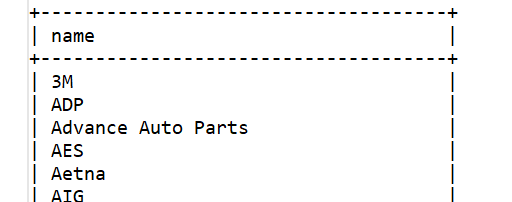 +-------------------------------------+
| name                                |
+-------------------------------------+
| 3M                                  |
| ADP                                 |
| Advance Auto Parts                  |
| AES                                 |
| Aetna                               |
| AIG                                 |